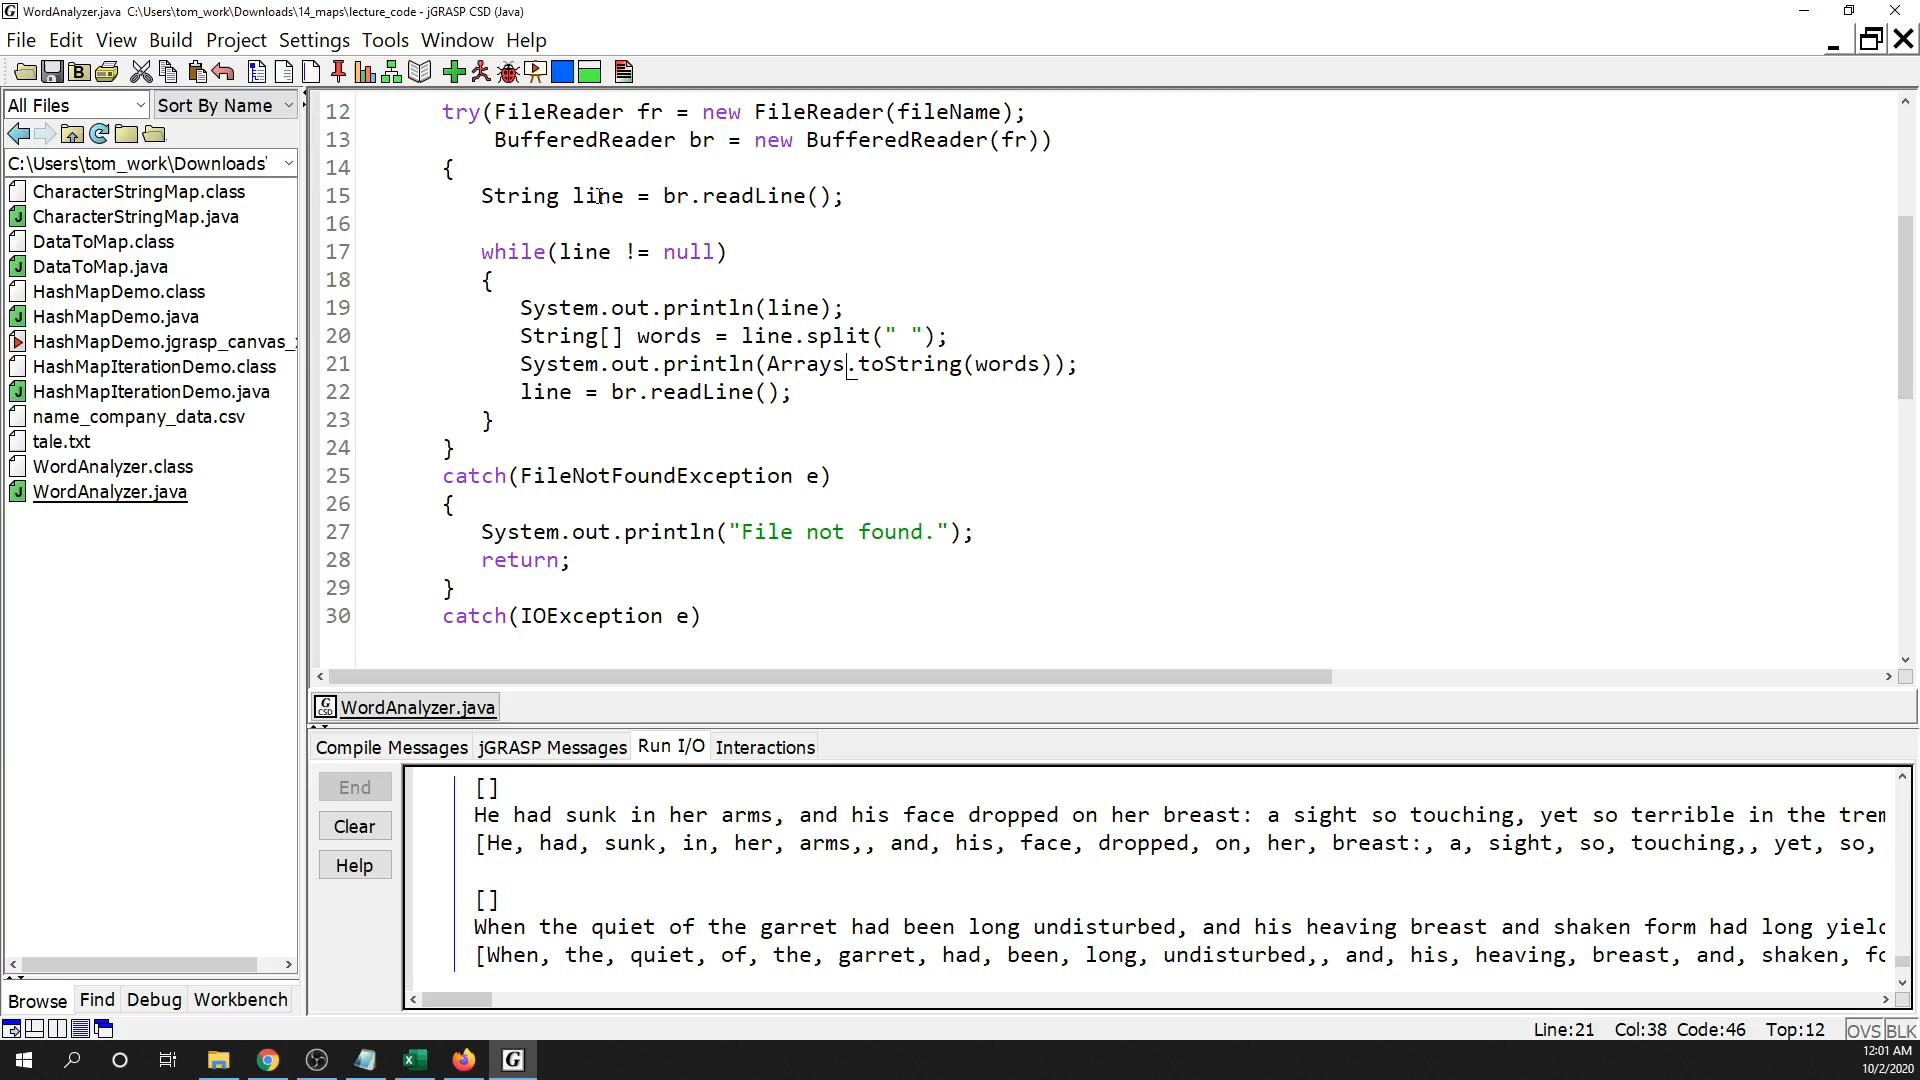 WordAnalyzer.java C:\Users\tom_work\Downloads\14_maps\lecture_code - jGRASP CSD (Java)
File Edit View Build Project Settings Tools Window Help
All Files Sort By Name
C:\Users\tom_work\Downloads'
CharacterStringMap.class
CharacterStringMap.java
DataToMap.class
DataToMap.java
HashMapDemo.class
HashMapDemo.java
HashMapDemo.jgrasp_canvas_
HashMapIterationDemo.class
HashMapIterationDemo.java
name_company_data.csv
tale.txt
WordAnalyzer.class
WordAnalyzer.java
Browse Find Debug Workbench
12 try(FileReader fr = new FileReader(fileName);
13 BufferedReader br = new BufferedReader(fr))
14 {
15 String line = br.readLine();
16
17 while(line != null)
18 {
19 System.out.println(line);
20 String[] words = line.split(" ");
21 System.out.println(Arrays.toString(words));
22 line = br.readLine();
23 }
24 }
25 catch(FileNotFoundException e)
26 {
27 System.out.println("File not found.");
28 return;
29 }
30 catch(IOException e)
WordAnalyzer.java
Compile Messages jGRASP Messages Run I/O Interactions
End
Clear
Help
[]
He had sunk in her arms, and his face dropped on her breast: a sight so touching, yet so terrible in the trem
[He, had, sunk, in, her, arms,, and, his, face, dropped, on, her, breast:, a, sight, so, touching,, yet, so,
[]
When the quiet of the garret had been long undisturbed, and his heaving breast and shaken form had long yield
[When, the, quiet, of, the, garret, had, been, long, undisturbed,, and, his, heaving, breast, and, shaken, fo
Line:21 Col:38 Code:46 Top:12 OVS BLK
12:01 AM
10/2/2020